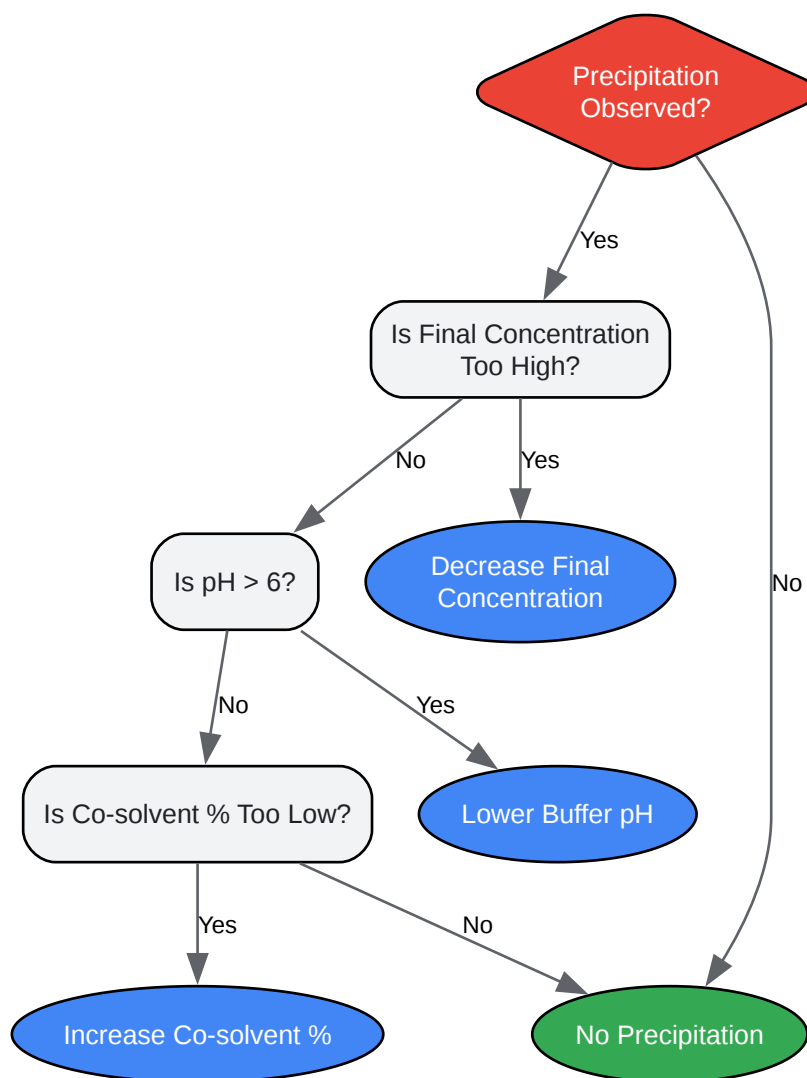 Precipitation
Observed?
Yes
Is Final Concentration
Too High?
No
Yes
Is pH > 6?
Decrease Final
Concentration
No
No
Yes
Is Co-solvent % Too Low?
Lower Buffer pH
Yes
No
Increase Co-solvent %
No Precipitation